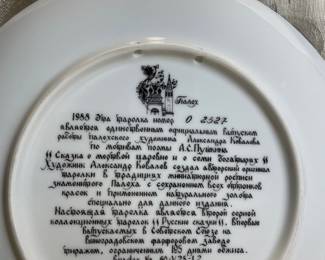 Палех
1988 Эта тарелка номер 0 2527
является единственным официальным выпуском
работы палехского художника Александра Ковалева
По мотивам поэмы А.С.Пушкина
"Сказка о мертвой царевне и о семи богатырях"
Художник Александр Ковалев создал авторский оригинал
тарелки в традициях миниатюрной росписи
знаменитого Палеха с сохранением всех оттенков
красок и применением натурального золота
специально для данного издания.
Настоящая тарелка является второй серией
коллекционных тарелок "Русские сказки", впервые
выпускаемых в Советском Союзе на
Виноградовском фарфоровом заводе
тиражом, ограниченным 195 днями обжига.